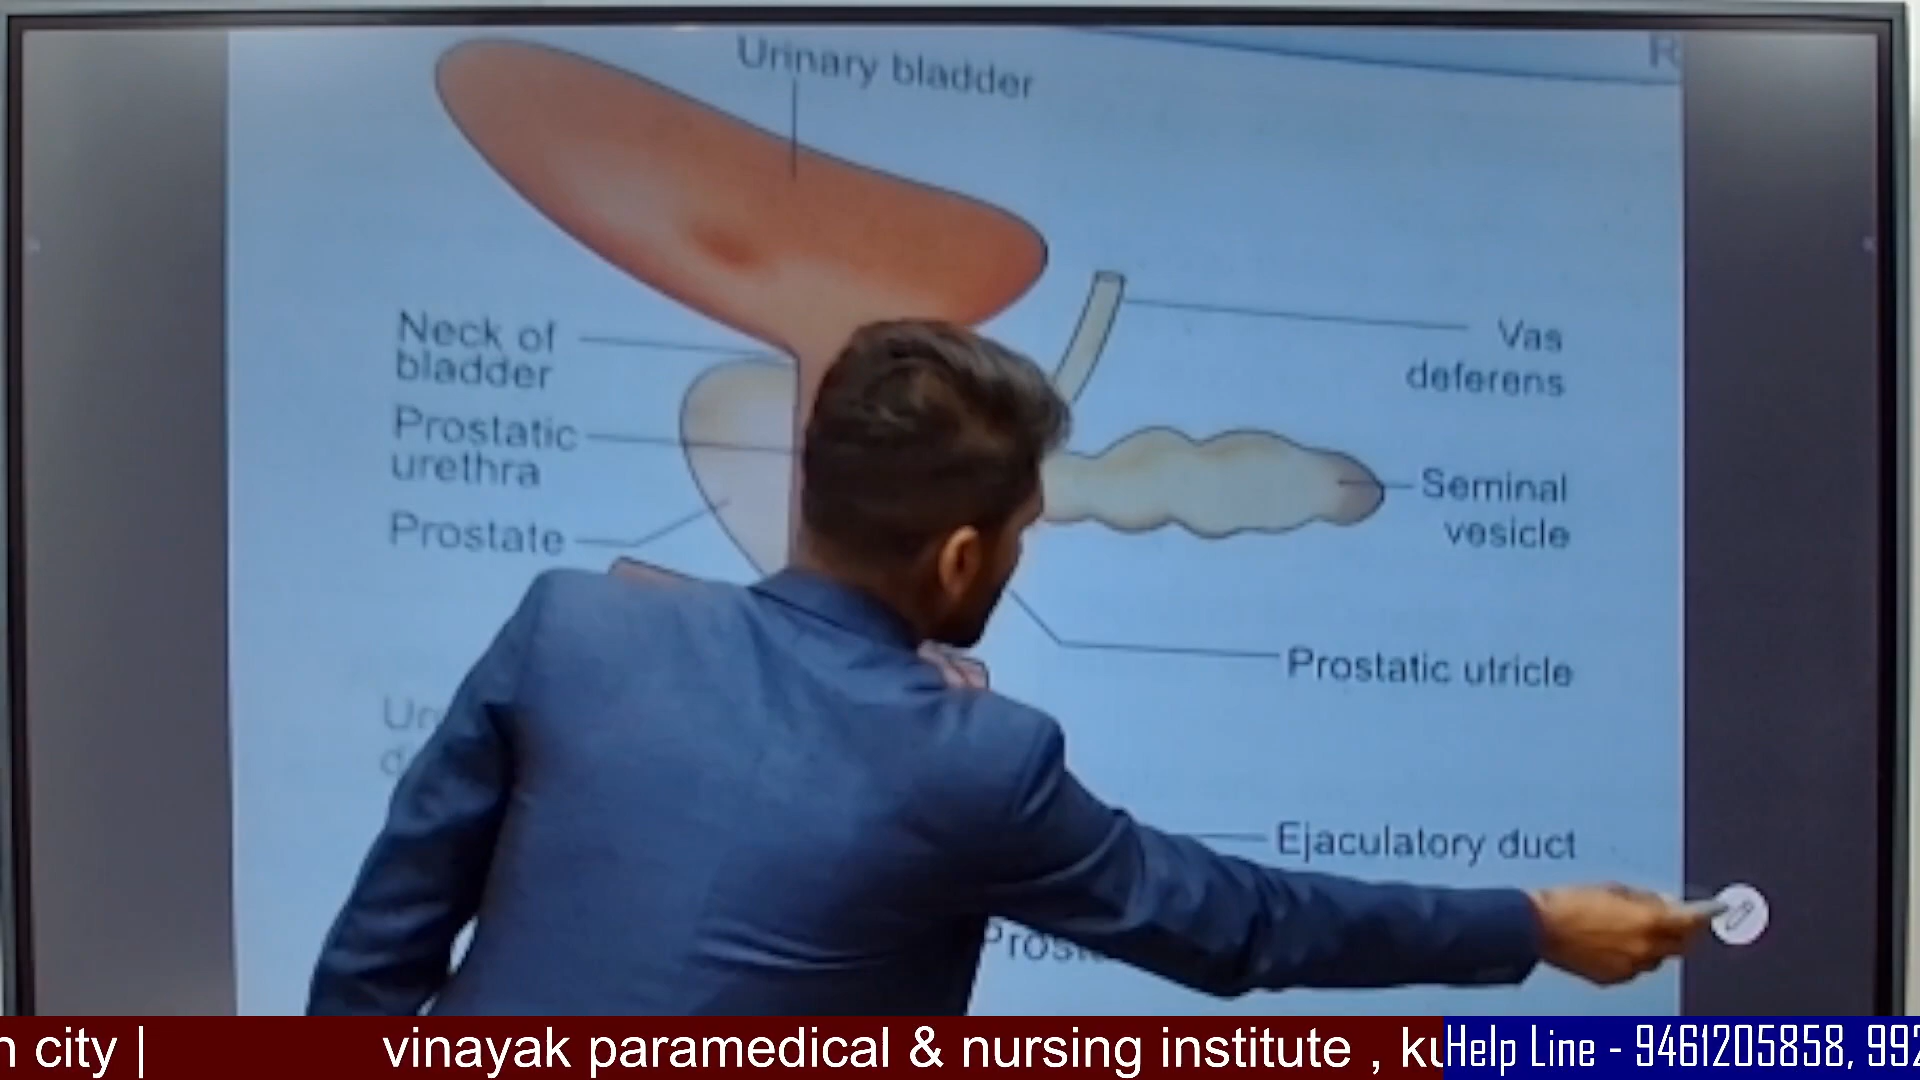 R
Urinary bladder
Neck of
bladder
Prostatic
urethra
Prostate
Vas
deferens
Seminal
vesicle
Prostatic utricle
Ejaculatory duct
city |
vinayak paramedical & nursing institute ,
Help Line - 9461205858, 992